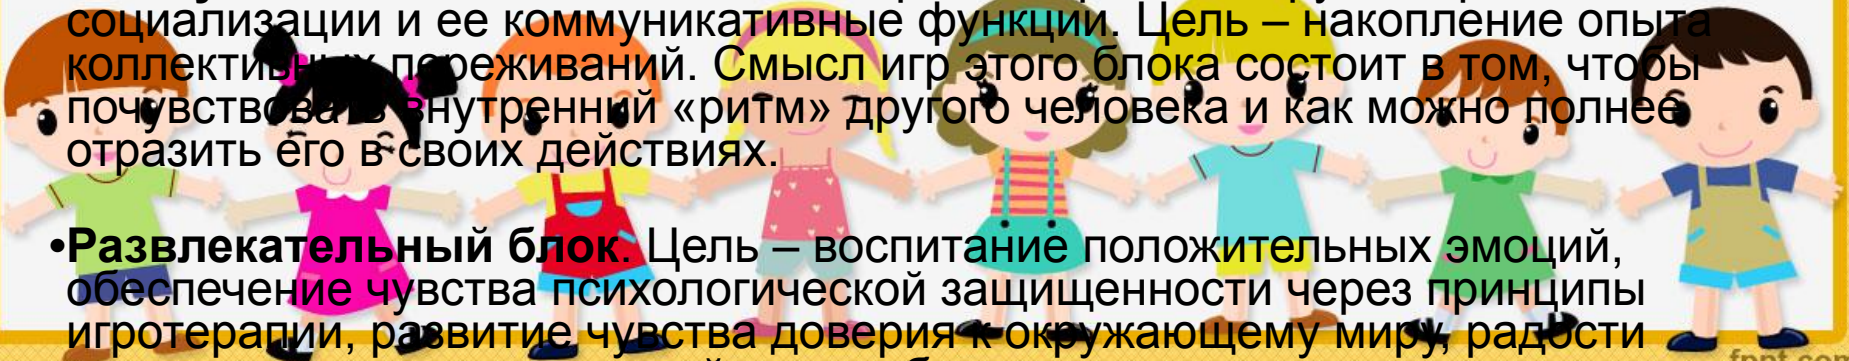 социализации и ее коммуникативные функции. Цель – накопление опыта
коллективных переживаний. Смысл игр этого блока состоит в том, чтобы
почувствовать внутренний «ритм» другого человека и как можно полнее
отразить его в своих действиях.
•Развлекательный блок. Цель – воспитание положительных эмоций,
обеспечение чувства психологической защищенности через принципы
игротерапии, развитие чувства доверия к окружающему миру, радости